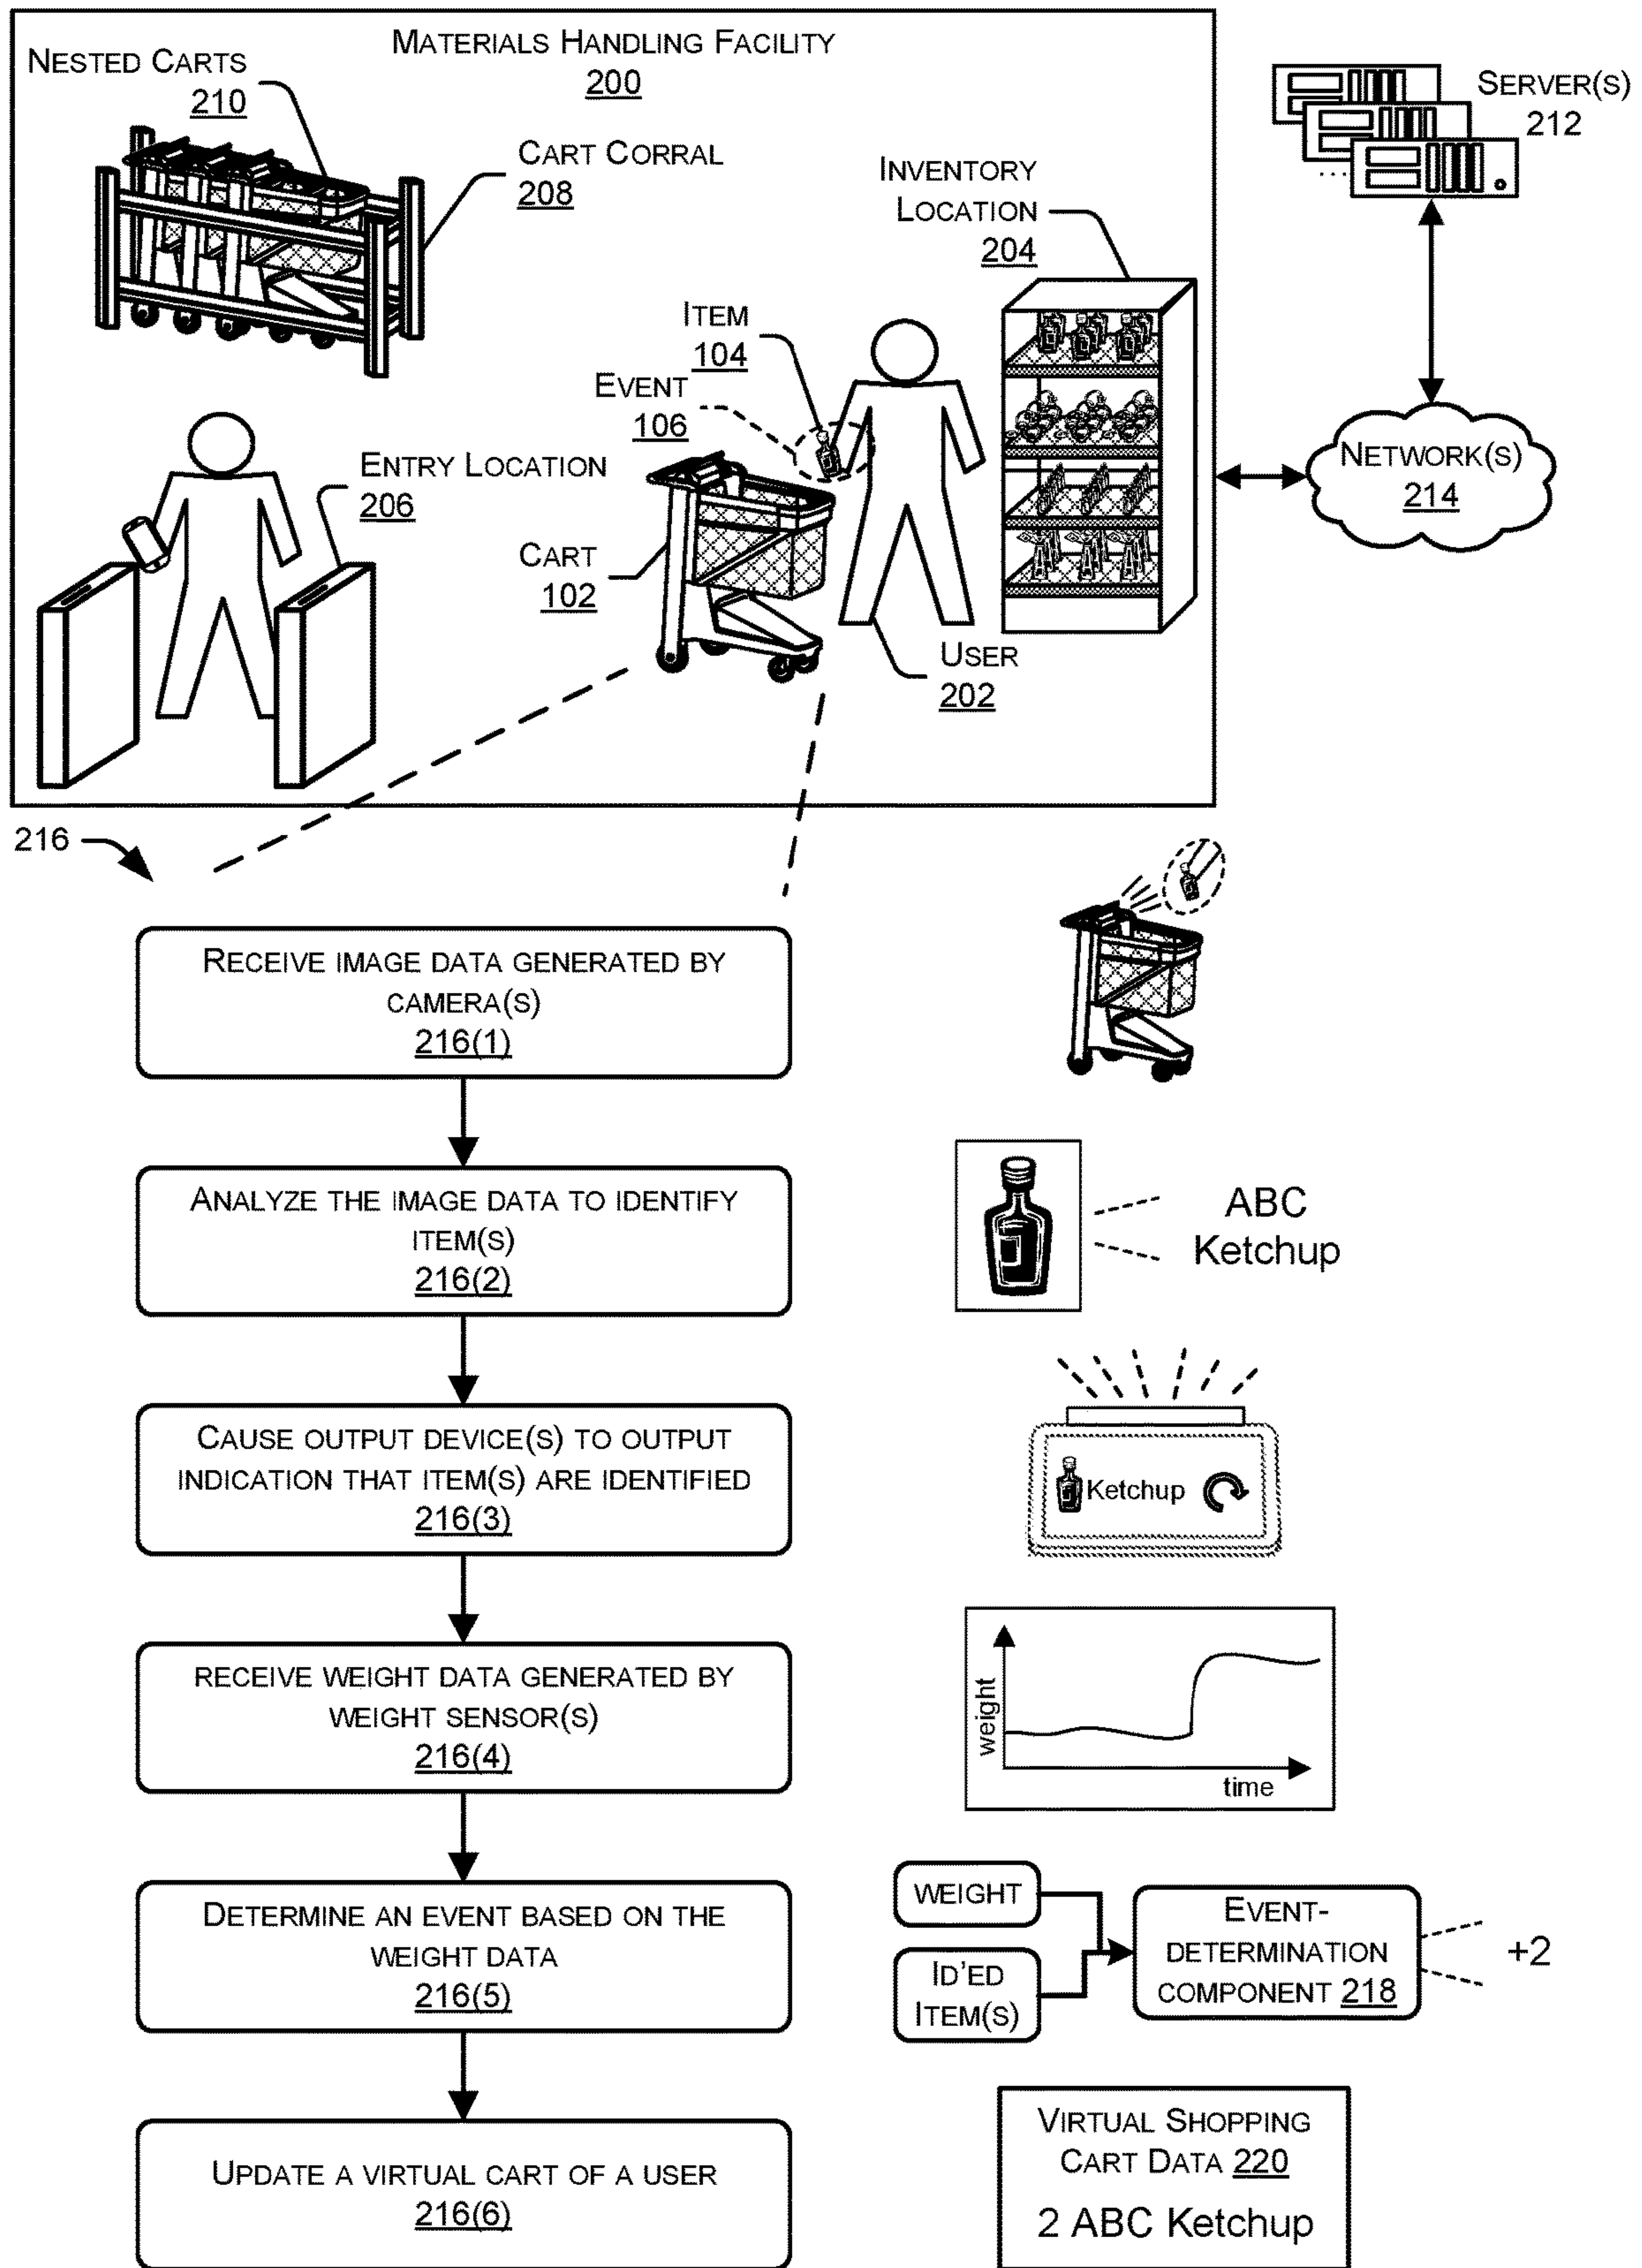 MATERIALS HANDLING FACILITY
200
NESTED CARTS
210
CART CORRAL
208
INVENTORY
LOCATION
204
SERVER(S)
212
ITEM
104
EVENT
106
ENTRY LOCATION
206
CART
102
USER
202
NETWORK(S)
214
216
RECEIVE IMAGE DATA GENERATED BY
CAMERA(S)
216(1)
ANALYZE THE IMAGE DATA TO IDENTIFY
ITEM(S)
216(2)
ABC
Ketchup
CAUSE OUTPUT DEVICE(S) TO OUTPUT
INDICATION THAT ITEM(S) ARE IDENTIFIED
216(3)
Ketchup
RECEIVE WEIGHT DATA GENERATED BY
WEIGHT SENSOR(S)
216(4)
weight
time
DETERMINE AN EVENT BASED ON THE
WEIGHT DATA
216(5)
WEIGHT
ID'ED
ITEM(S)
EVENT-
DETERMINATION
COMPONENT 218
+2
UPDATE A VIRTUAL CART OF A USER
216(6)
VIRTUAL SHOPPING
CART DATA 220
2 ABC Ketchup